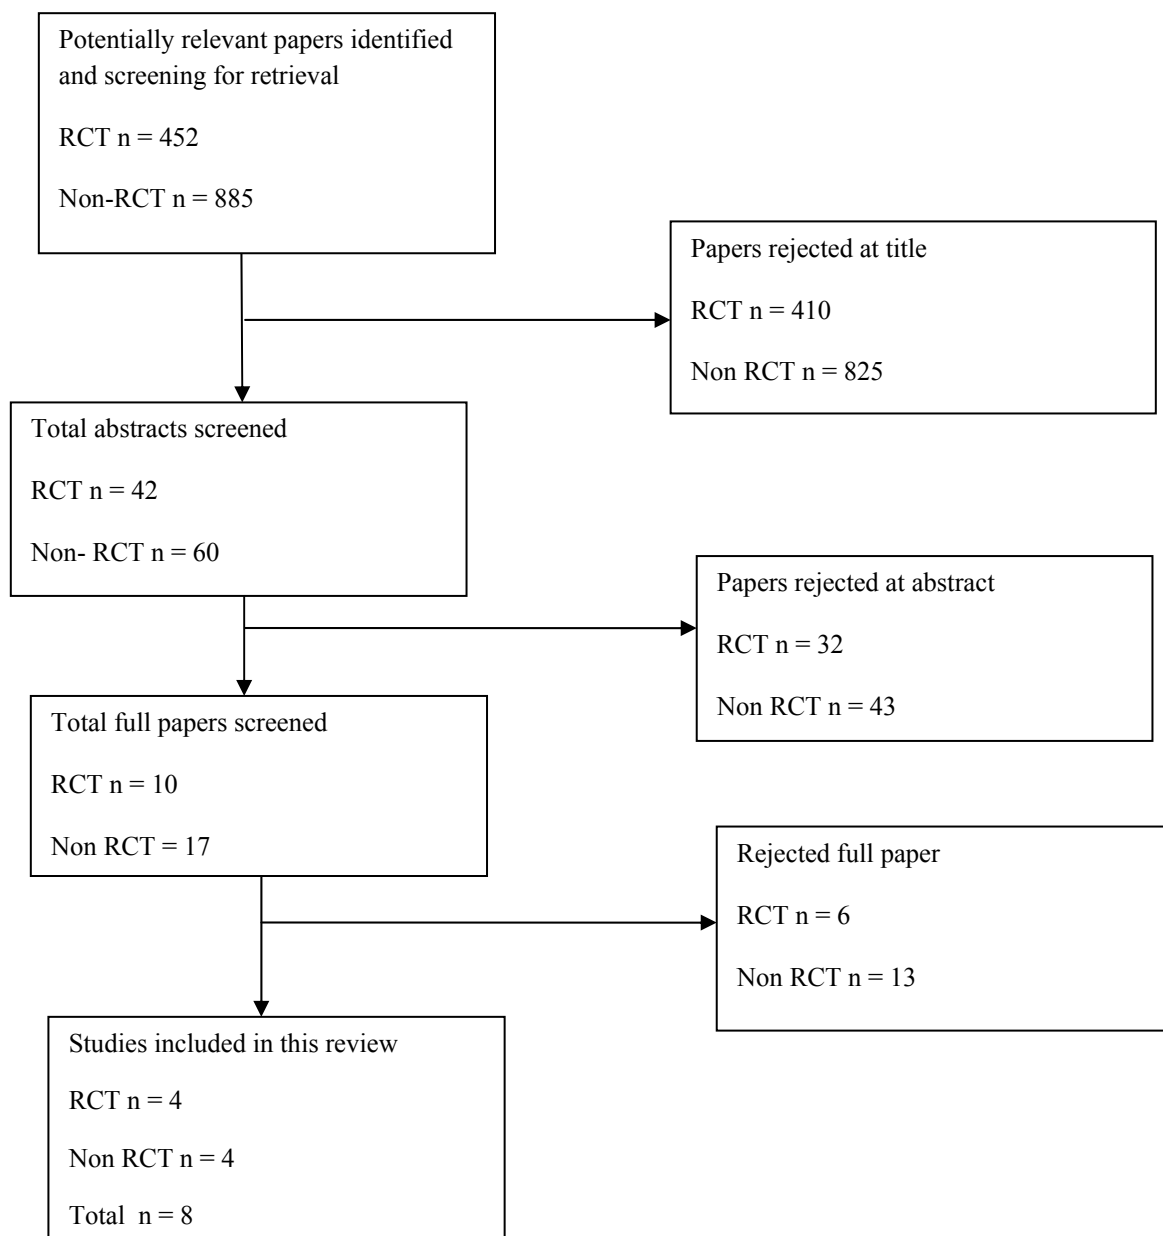 Potentially relevant papers identified
and screening for retrieval
RCT n = 452
Non-RCT n = 885
Papers rejected at title
RCT n = 410
Non RCT n = 825
Total abstracts screened
RCT n = 42
Non- RCT n = 60
Papers rejected at abstract
RCT n = 32
Non RCT n = 43
Total full papers screened
RCT n = 10
Non RCT = 17
Rejected full paper
RCT n = 6
Non RCT n = 13
Studies included in this review
RCT n = 4
Non RCT n = 4
Total  n = 8